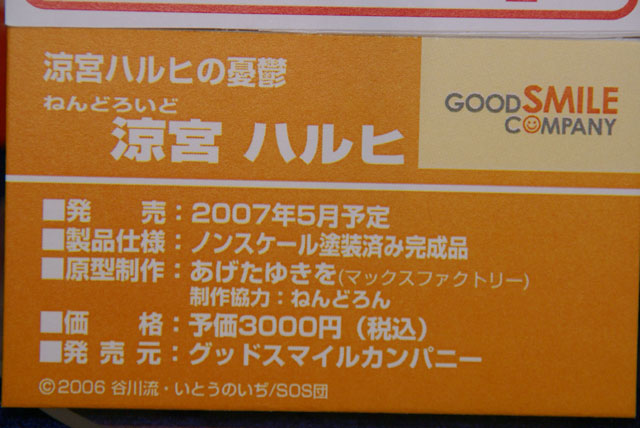 涼宮ハルヒの憂鬱
ねんどろいど
涼宮 ハルヒ
GOODSMILE
COMPANY
■発　売：2007年5月予定
■製品仕様：ノンスケール塗装済み完成品
■原型制作：あげたゆきを(マックスファクトリー)
制作協力：ねんどろん
■価　格：予価3000円（税込）
■発 売 元：グッドスマイルカンパニー
©2006 谷川流・いとうのいぢ/SOS団